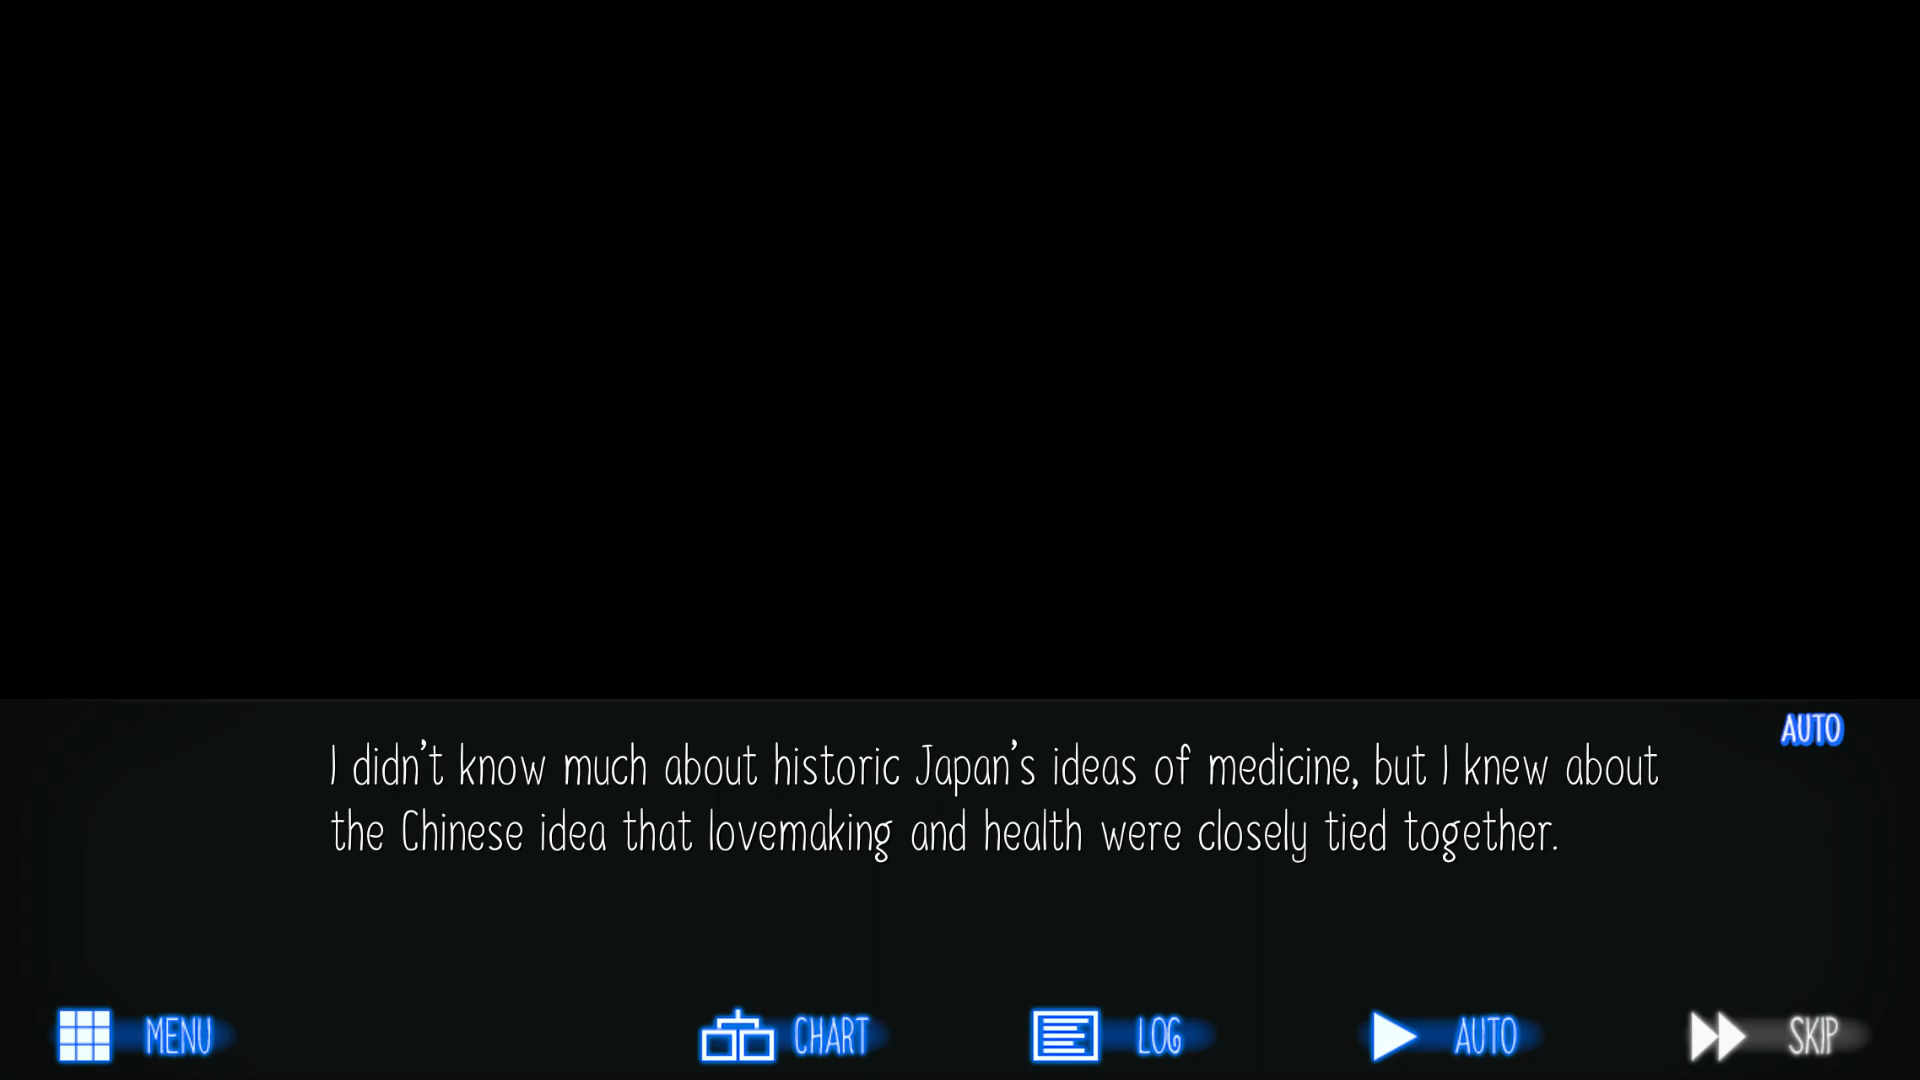 AUTO
I didn't know much about historic Japan's ideas of medicine, but I knew about
the Chinese idea that lovemaking and health were closely tied together.
MENU
CHART
LOG
AUTO
SKIP